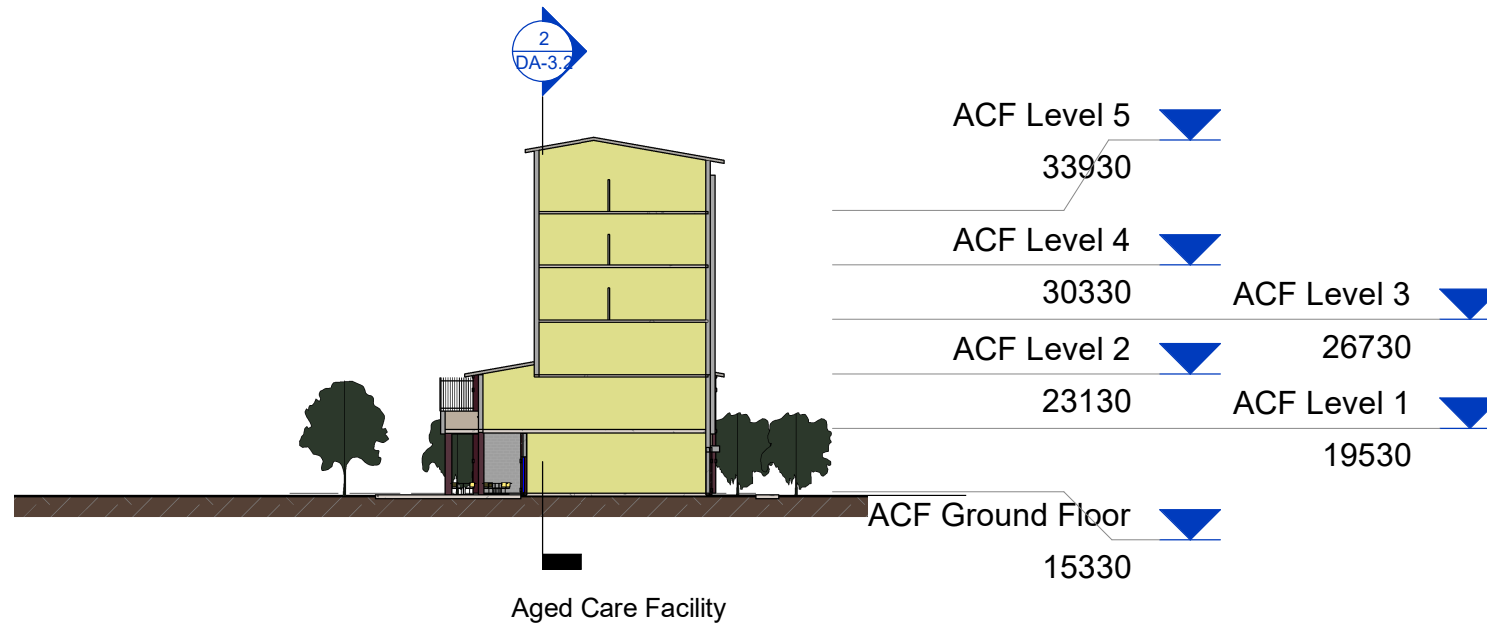 2
DA-3.2
ACF Level 5
33930
ACF Level 4
30330
ACF Level 3
26730
ACF Level 2
23130
ACF Level 1
19530
ACF Ground Floor
15330
Aged Care Facility